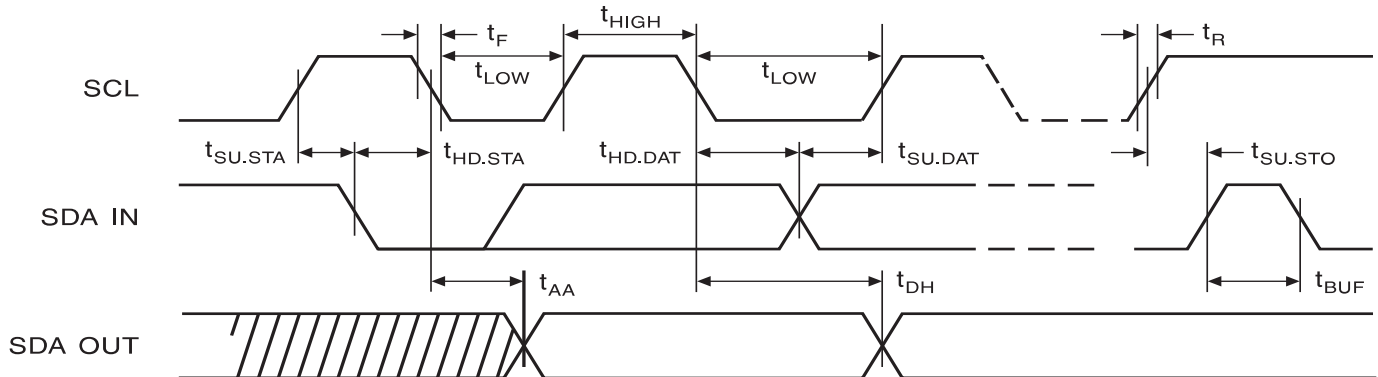 tHIGH
tF
tR
tLOW
tLOW
SCL
tSU.STA
tHD.STA
tHD.DAT
tSU.DAT
tSU.STO
SDA IN
tAA
tDH
tBUF
SDA OUT